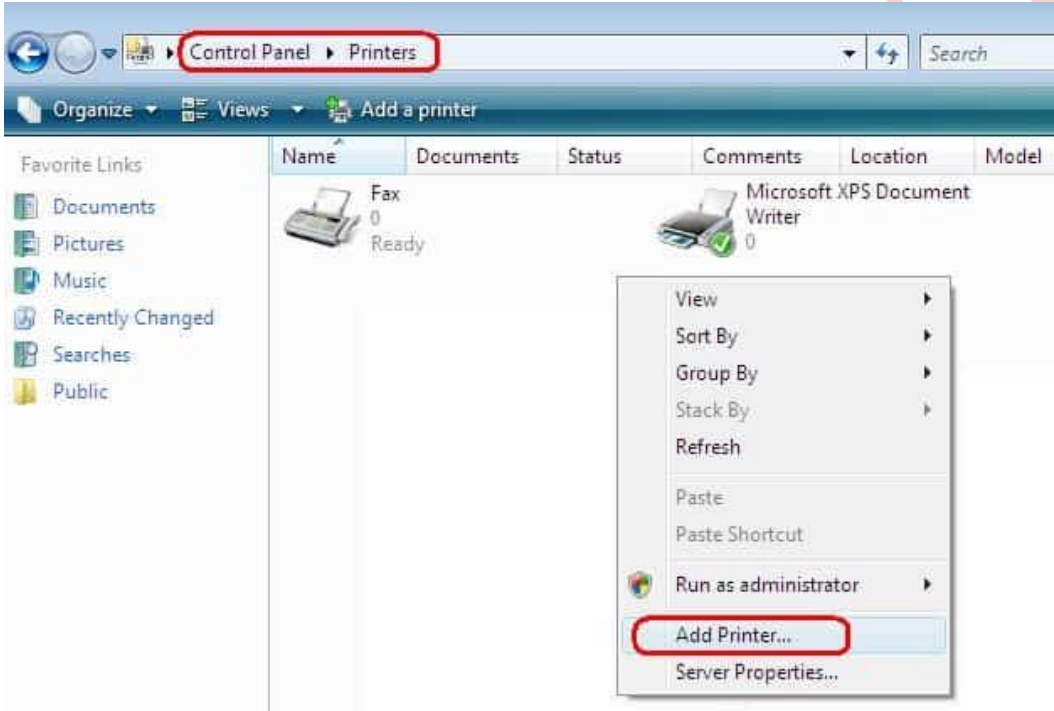 Control Panel Printers
Search
Organize Views Add a printer
Favorite Links
Documents
Pictures
Music
Recently Changed
Searches
Public
Name Documents Status Comments Location Model
Fax
0
Ready
Microsoft XPS Document
Writer
0
View
Sort By
Group By
Stack By
Refresh
Paste
Paste Shortcut
Run as administrator
Add Printer...
Server Properties...